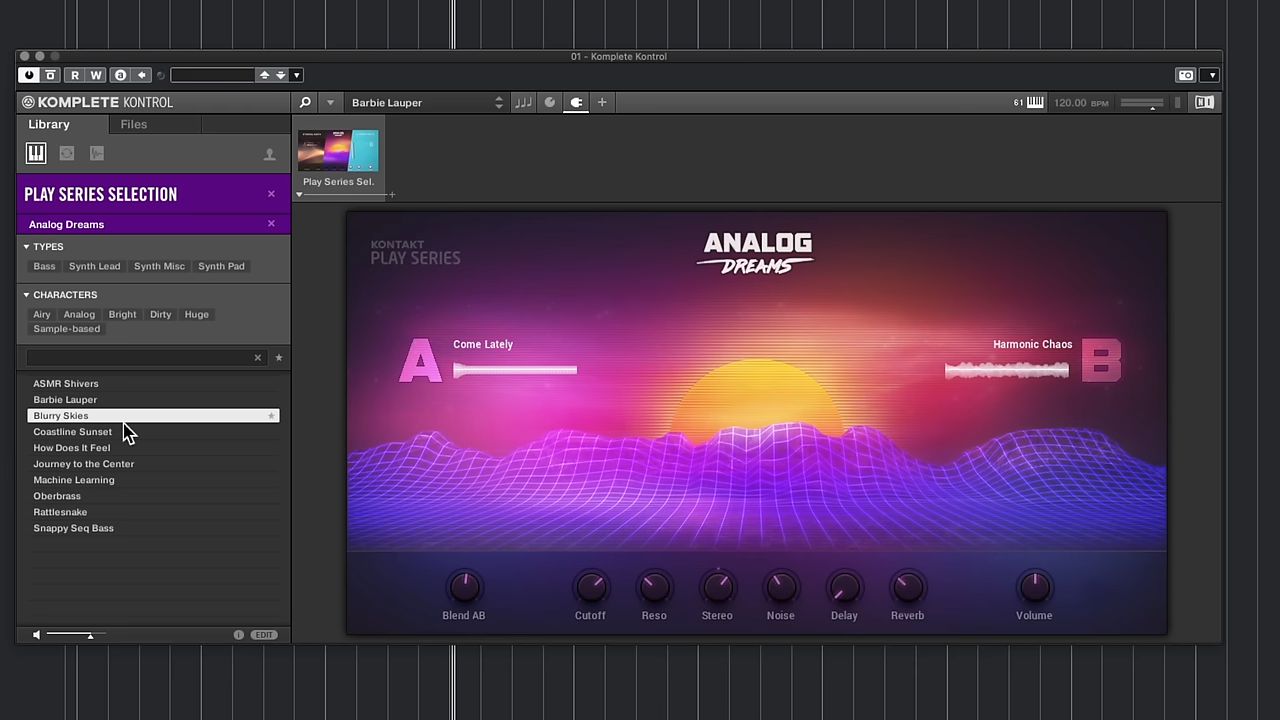 01 - Komplete Kontrol
R W a
KOMPLETE KONTROL
Barbie Lauper
61
120.00 BPM
Library Files
Play Series Sel.
PLAY SERIES SELECTION ×
Analog Dreams ×
TYPES
Bass Synth Lead Synth Misc Synth Pad
CHARACTERS
Airy Analog Bright Dirty Huge
Sample-based
ASMR Shivers
Barbie Lauper
Blurry Skies
Coastline Sunset
How Does It Feel
Journey to the Center
Machine Learning
Oberbrass
Rattlesnake
Snappy Seq Bass
i EDIT
KONTAKT
PLAY SERIES
ANALOG
DREAMS
A Come Lately
Harmonic Chaos B
Blend AB Cutoff Reso Stereo Noise Delay Reverb Volume